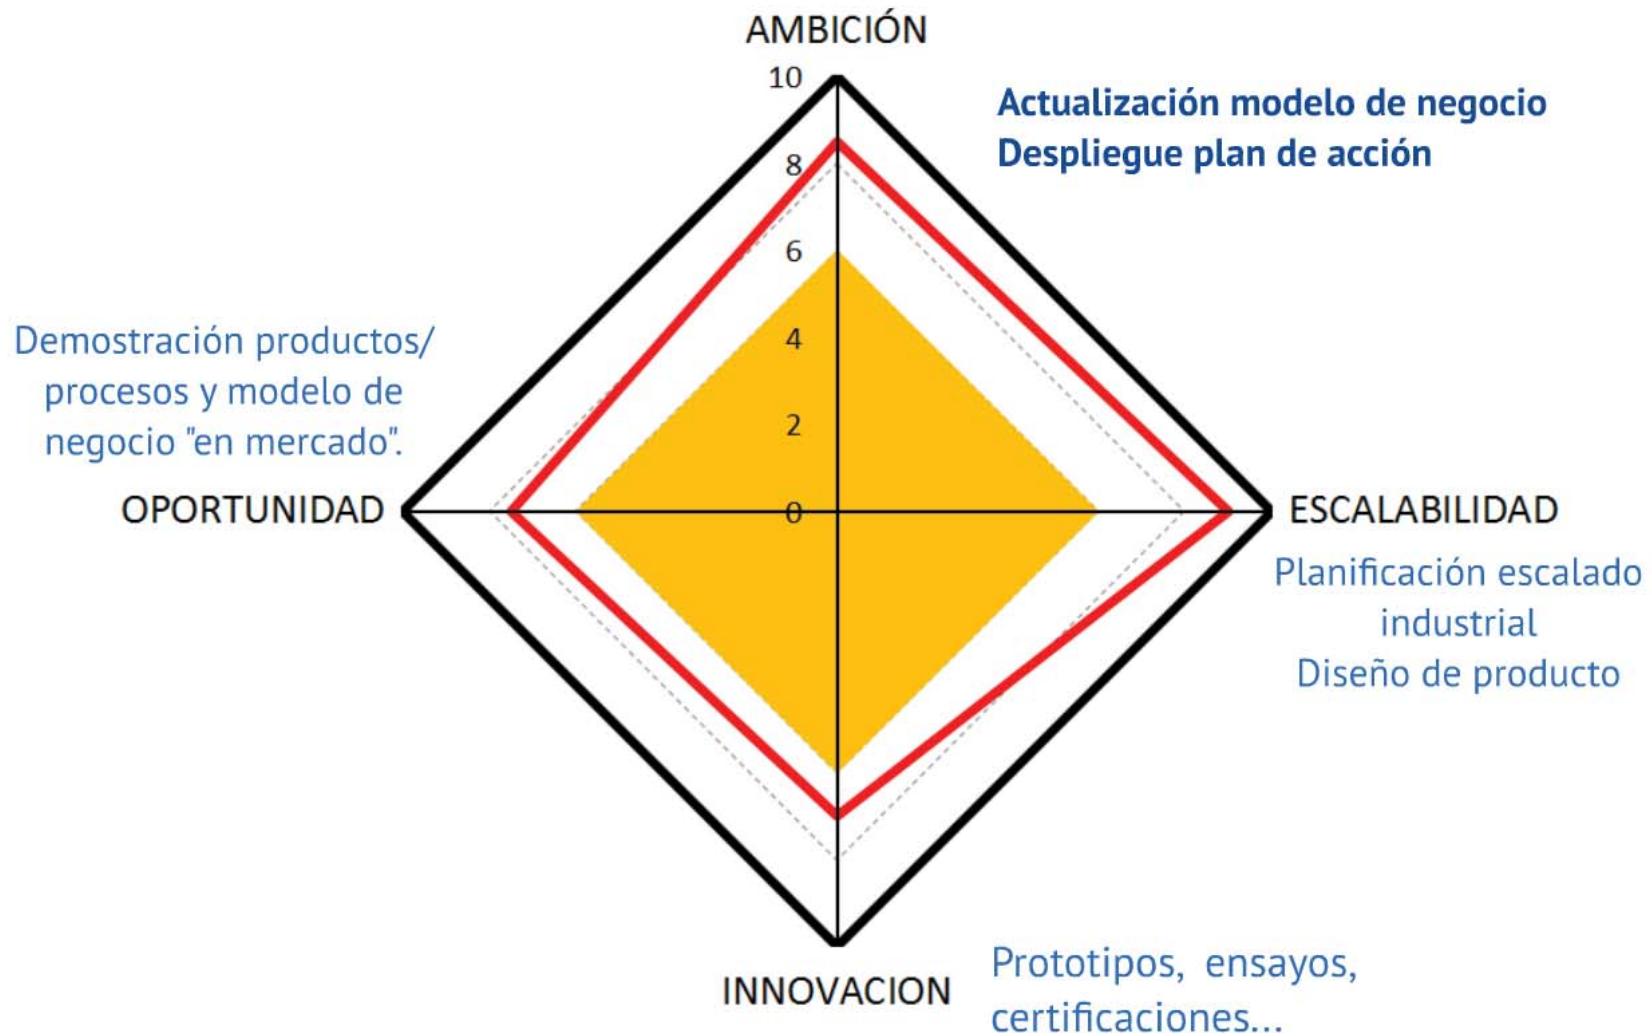 AMBICIÓN
10
Actualización modelo de negocio
Despliegue plan de acción
8
6
4
2
0
Demostración productos/
procesos y modelo de
negocio "en mercado".
OPORTUNIDAD
ESCALABILIDAD
Planificación escalado
industrial
Diseño de producto
INNOVACION
Prototipos, ensayos,
certificaciones...